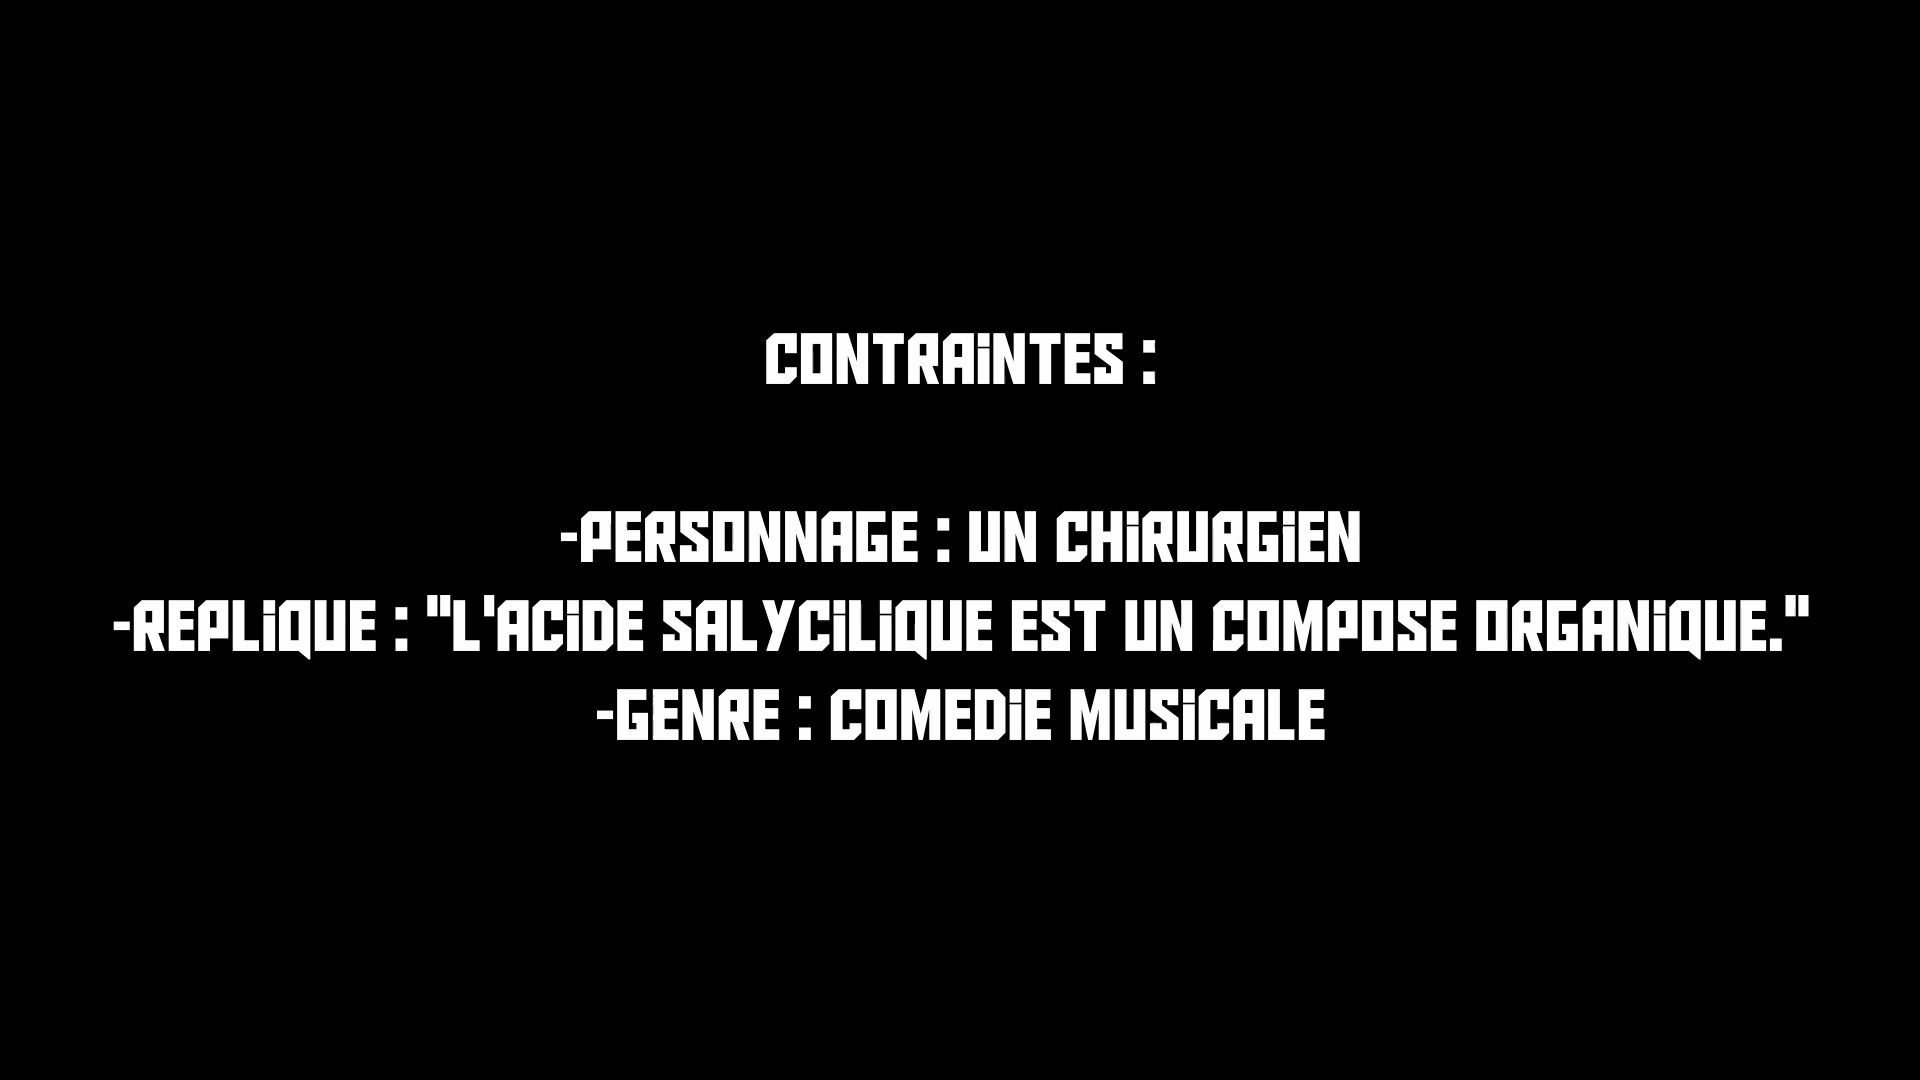 CONTRAINTES :
-PERSONNAGE : UN CHIRURGIEN
-REPLIQUE : "L'ACIDE SALYCILIQUE EST UN COMPOSE ORGANIQUE."
-GENRE : COMEDIE MUSICALE